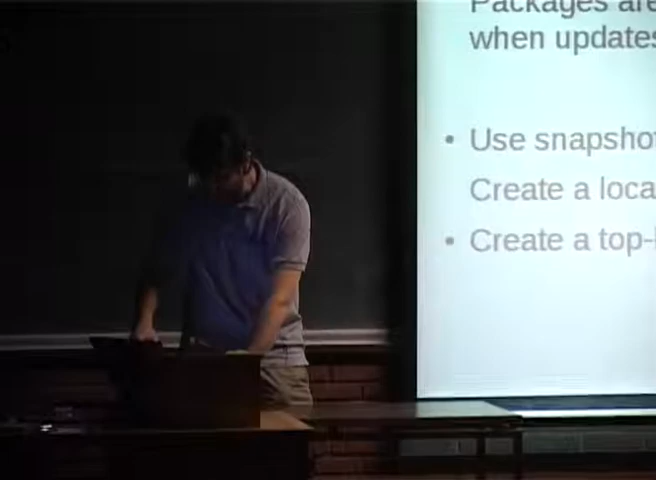 Packages are
when updates
• Use snapshot
Create a loca
• Create a top-